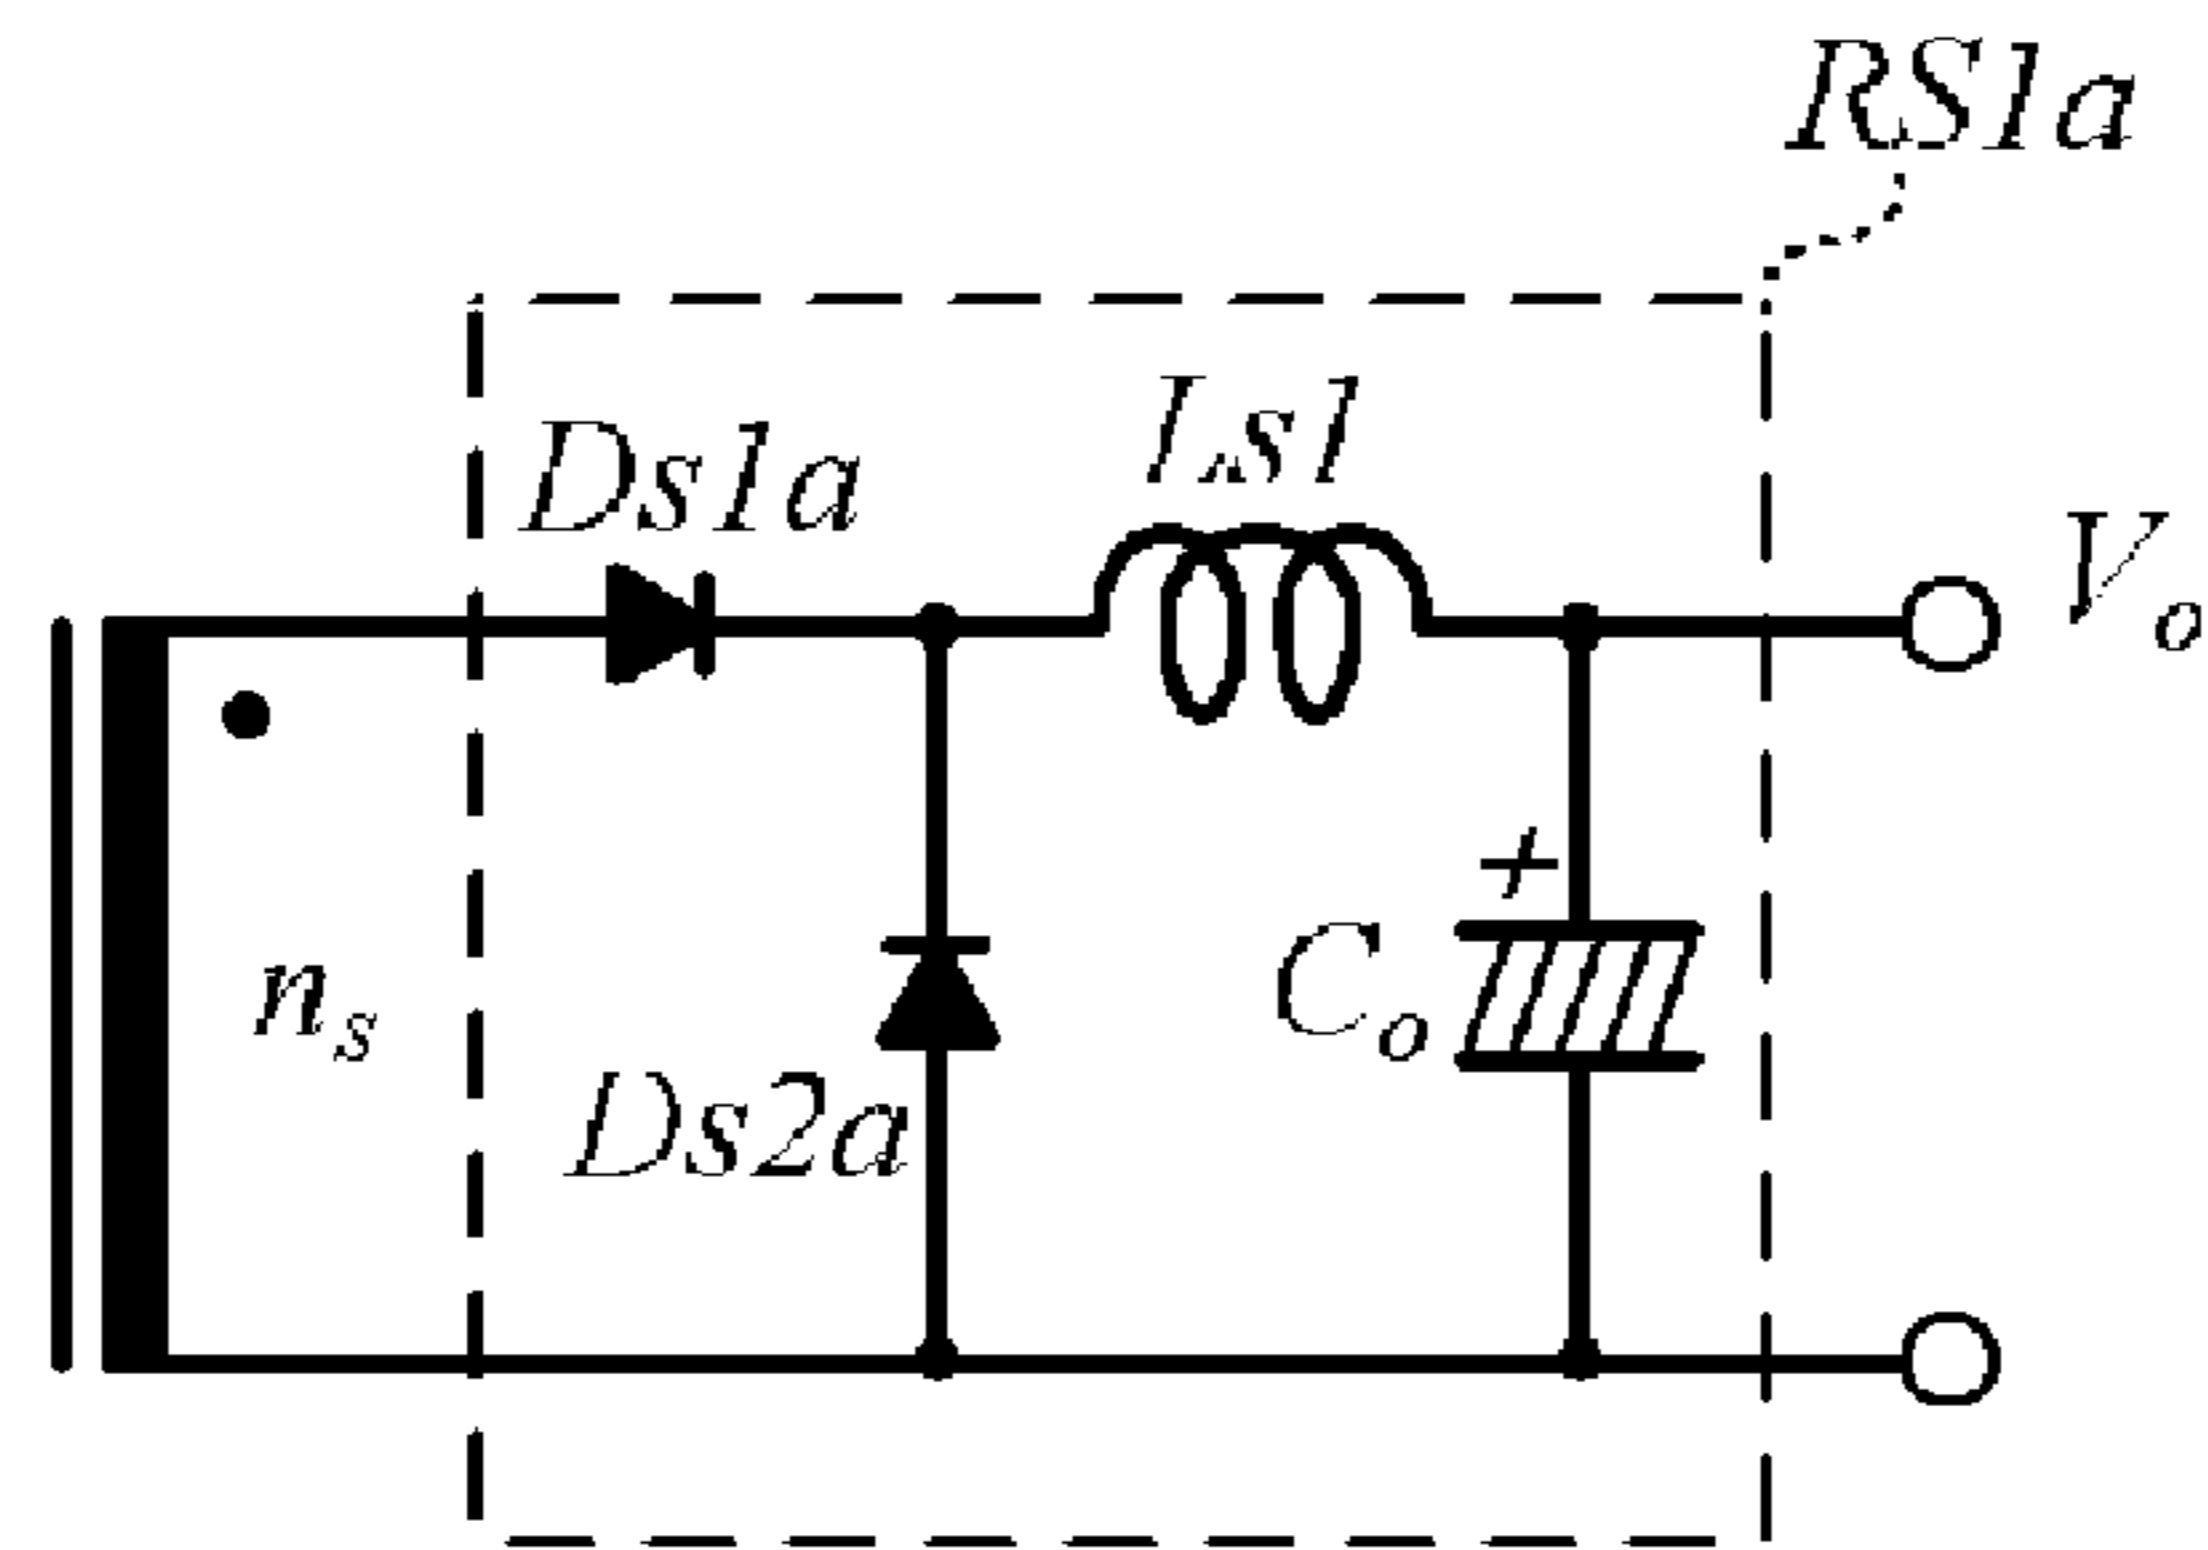 RS1a
Ds1a
Ls1
Vo
+
Co
ns
Ds2a